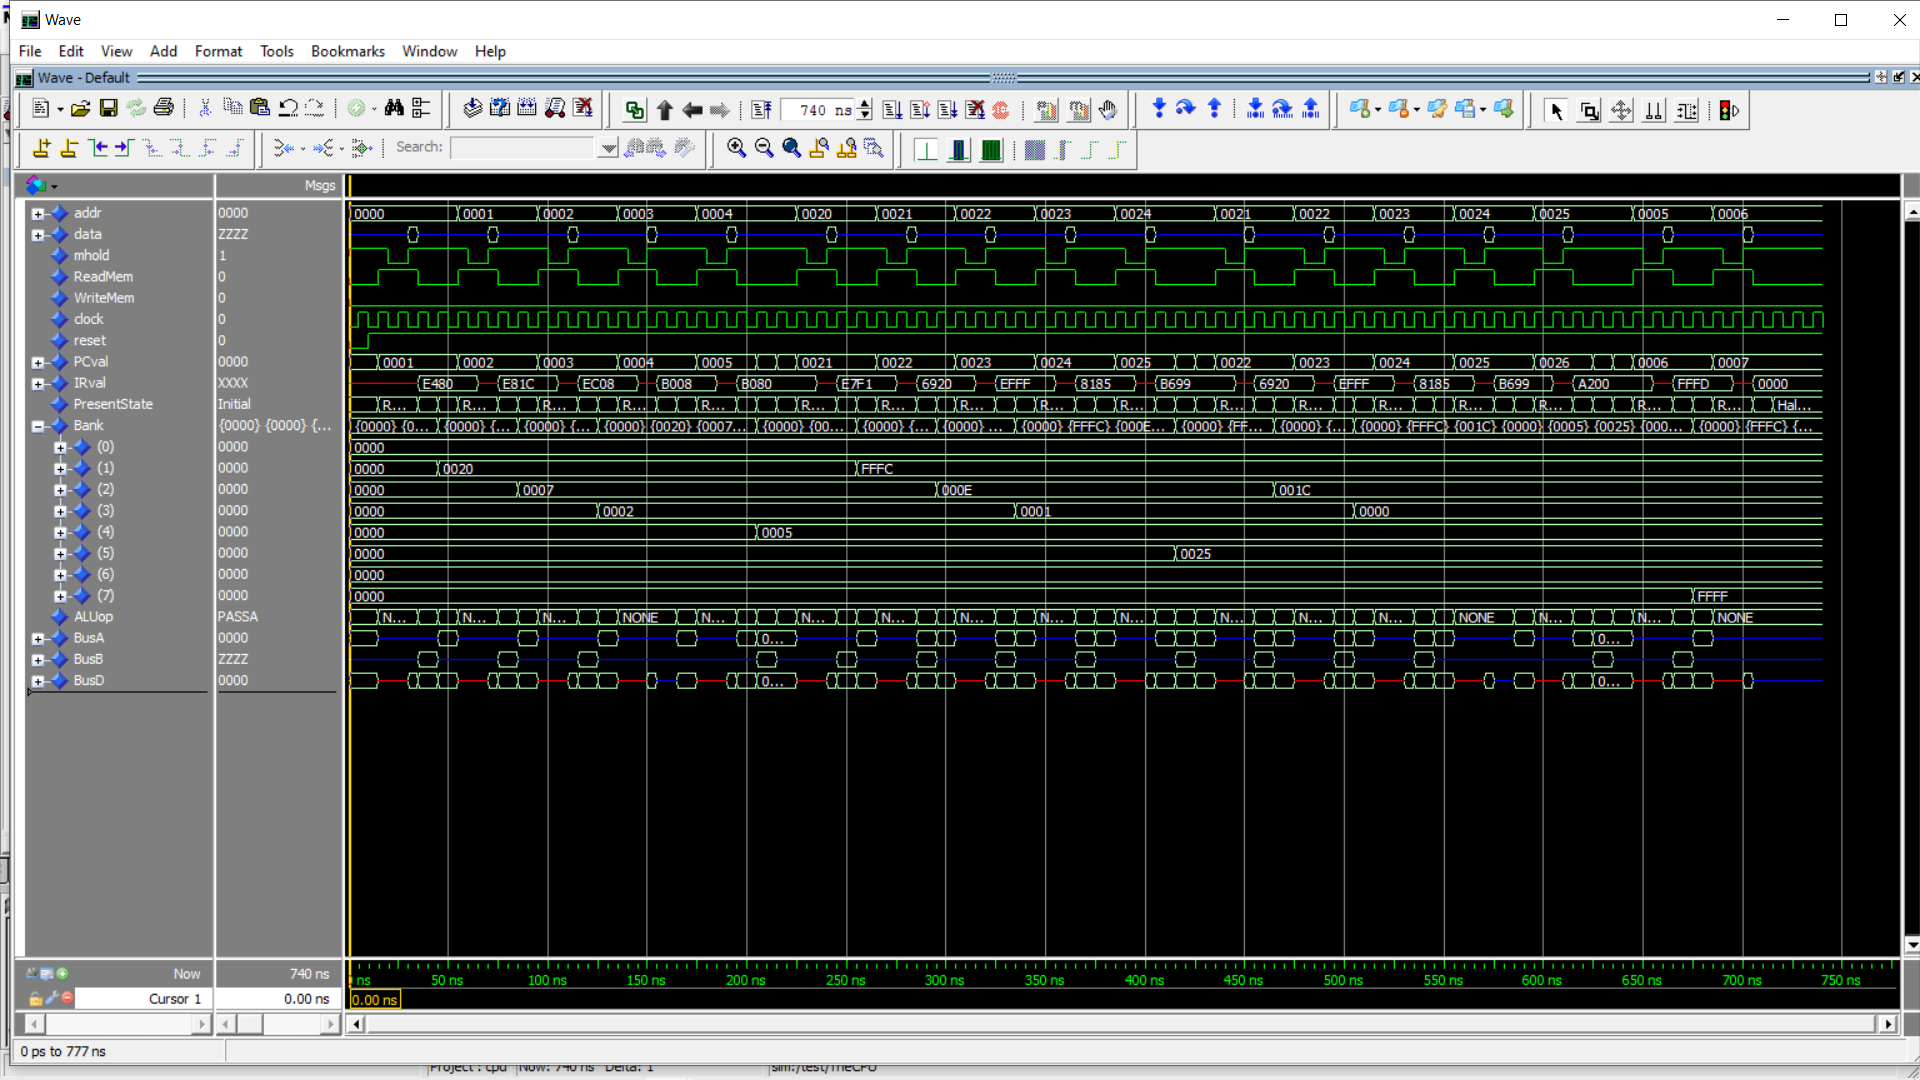 Wave
File Edit View Add Format Tools Bookmarks Window Help
Wave - Default
740 ns
Search:
Msgs
addr 0000 0000 0001 0002 0003 0004 0020 0021 0022 0023 0024 0021 0022 0023 0024 0025 0005 0006
data ZZZZ
mhold 1
ReadMem 0
WriteMem 0
clock 0
reset 0
PCval 0000 0001 0002 0003 0004 0005 0021 0022 0023 0024 0025 0022 0023 0024 0025 0026 0006 0007
IRval XXXX E480 E81C EC08 B008 B080 E7F1 6920 EFFF 8185 B699 6920 EFFF 8185 B699 A200 FFFD 0000
PresentState Initial R... R... R... R... R... R... R... R... R... R... R... R... R... R... R... R... R... Hal...
Bank {0000} {0000} {... {0000} {0... {0000} {... {0000} {... {0000} {0020} {0007... {0000} {00... {0000} {... {0000} ... {0000} {FFFC} {000E... {0000} {FF... {0000} {... {0000} {FFFC} {001C} {0000} {0005} {0025} {000... {0000} {FFFC} {...
(0) 0000 0000
(1) 0000 0000 0020 FFFC
(2) 0000 0000 0007 000E 001C
(3) 0000 0000 0002 0001 0000
(4) 0000 0000 0005
(5) 0000 0000 0025
(6) 0000 0000
(7) 0000 0000 FFFF
ALUop PASSA N... N... N... NONE N... N... N... N... N... N... N... N... N... NONE N... N... NONE
BusA 0000 0... 0...
BusB ZZZZ
BusD 0000 0... 0...
Now 740 ns ns 50 ns 100 ns 150 ns 200 ns 250 ns 300 ns 350 ns 400 ns 450 ns 500 ns 550 ns 600 ns 650 ns 700 ns 750 ns
Cursor 1 0.00 ns 0.00 ns
0 ps to 777 ns
Project : cpu Now: 740 ns Delta: 1 sim:/test/TheCPU